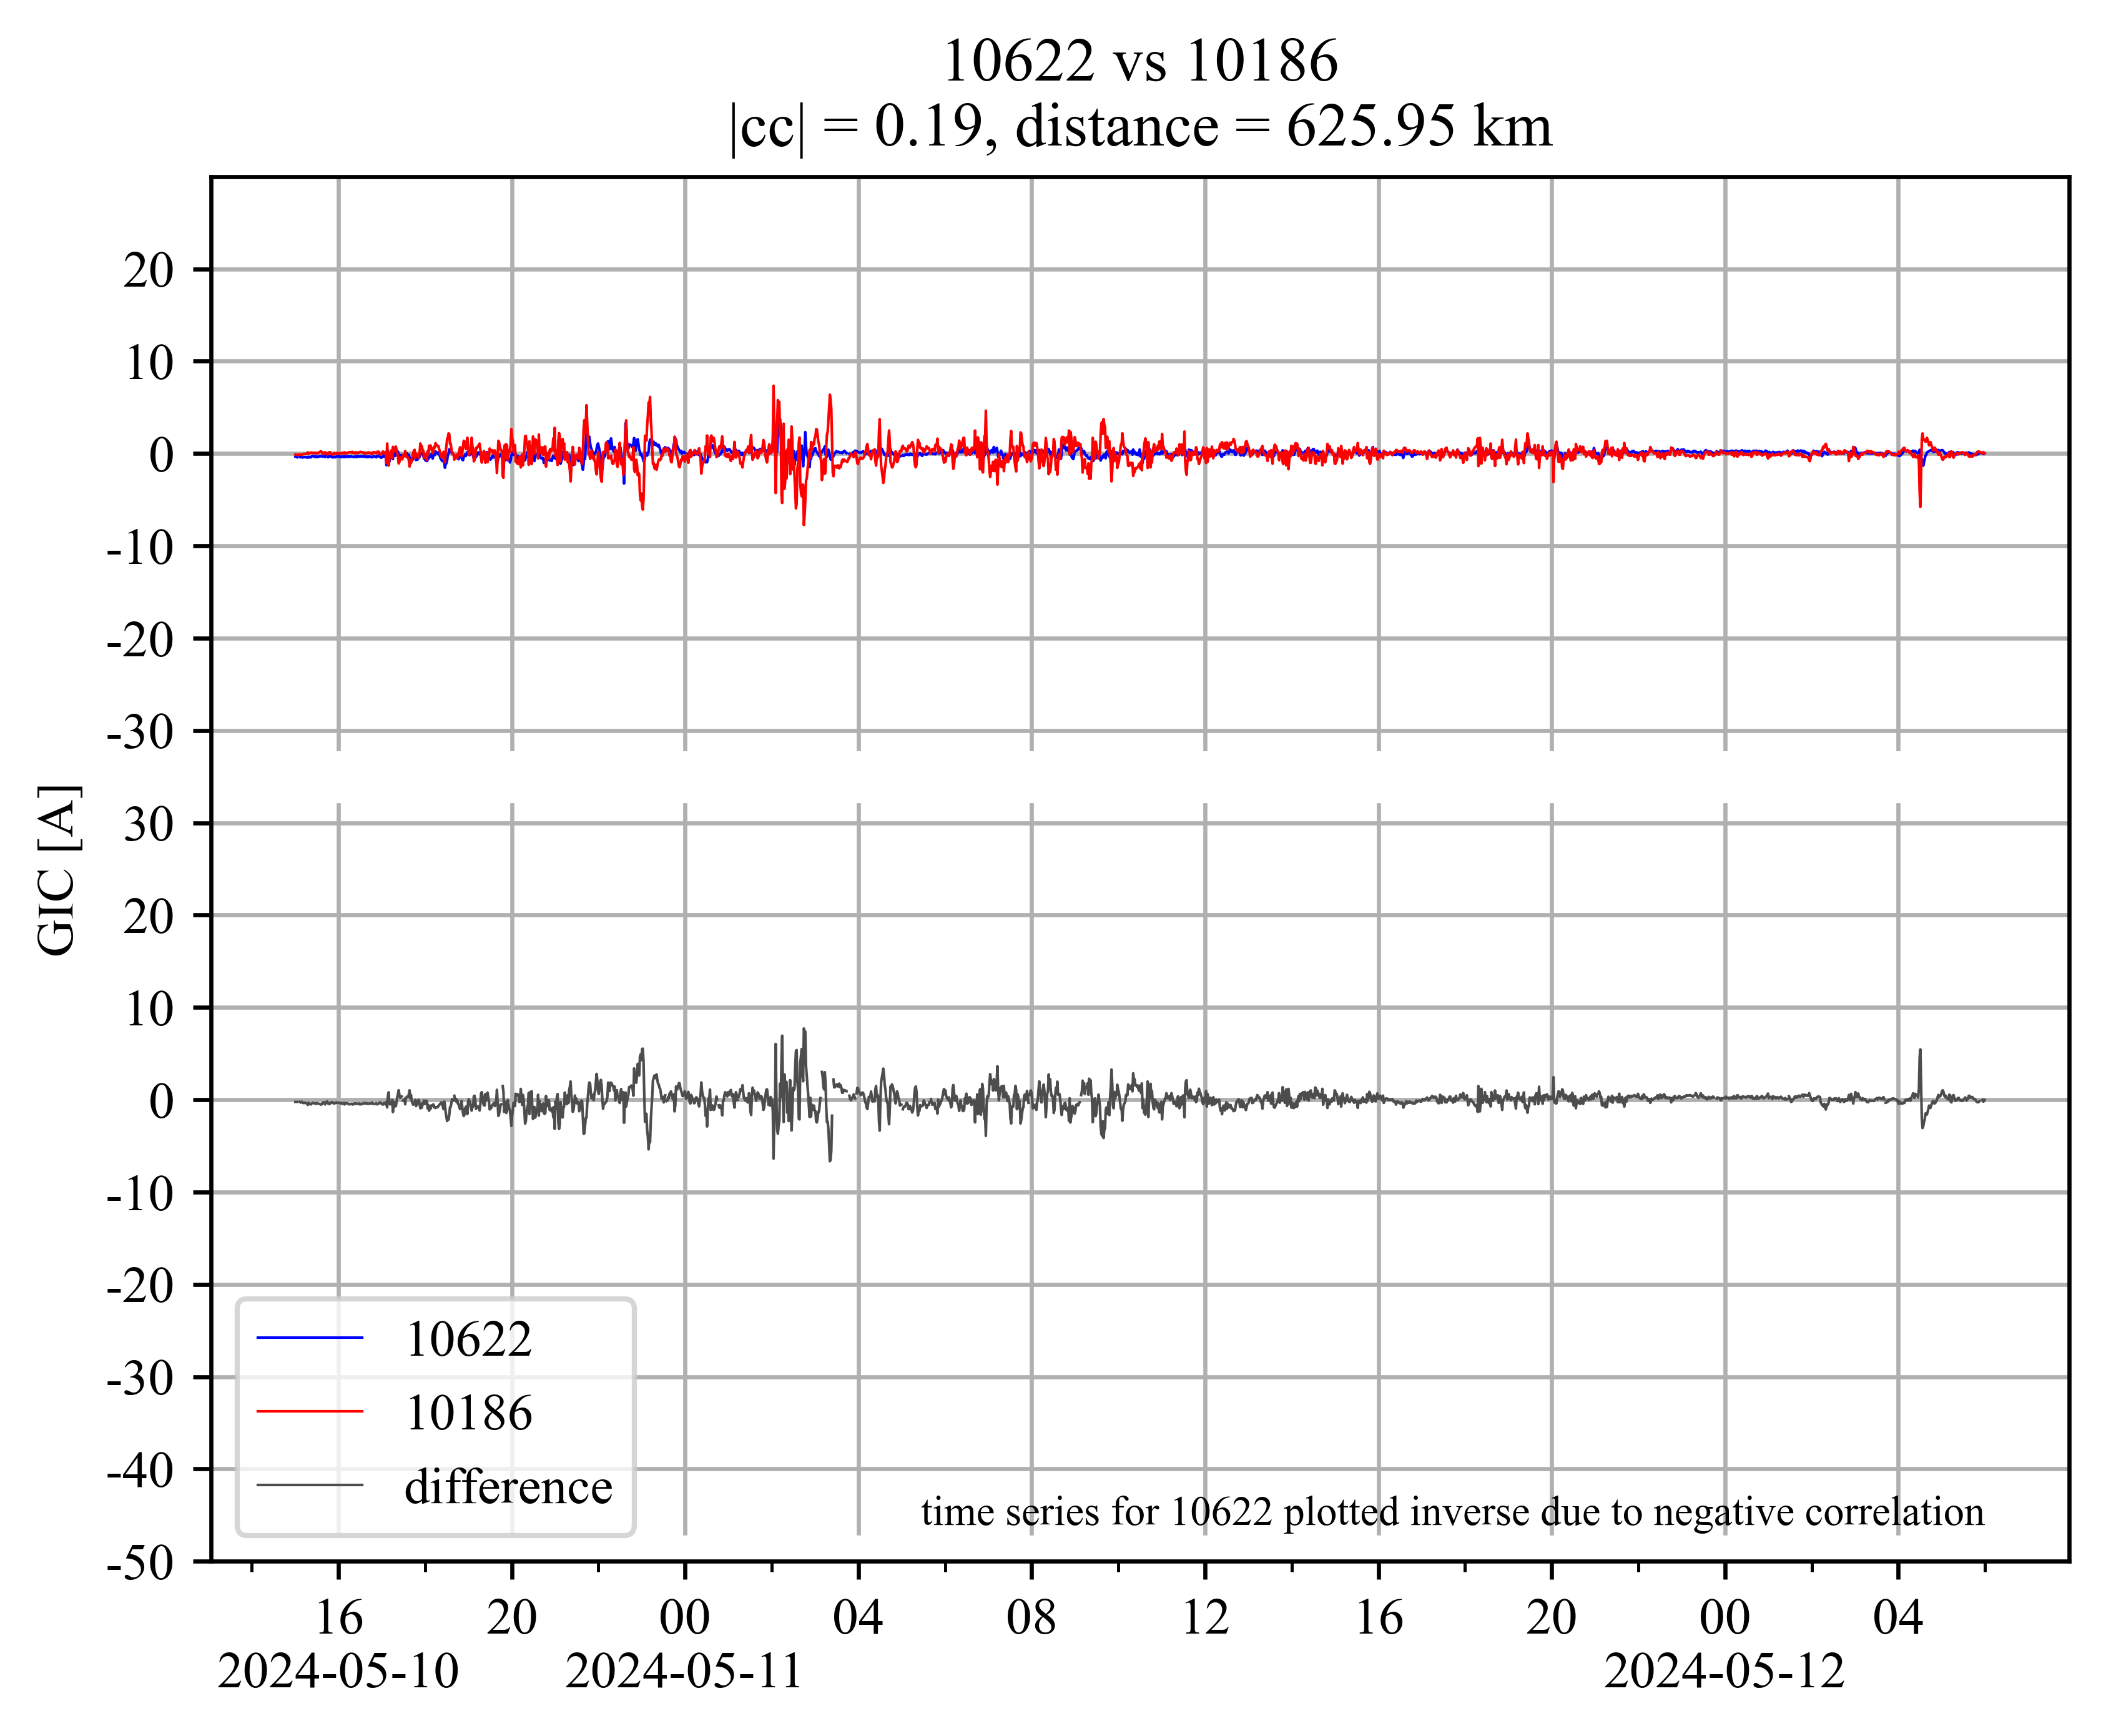 10622 vs 10186
|cc| = 0.19, distance = 625.95 km
GIC [A]
20
10
0
-10
-20
-30
30
20
10
0
-10
-20
-30
-40
-50
10622
10186
difference
time series for 10622 plotted inverse due to negative correlation
16 20 00 04 08 12 16 20 00 04
2024-05-10 2024-05-11 2024-05-12